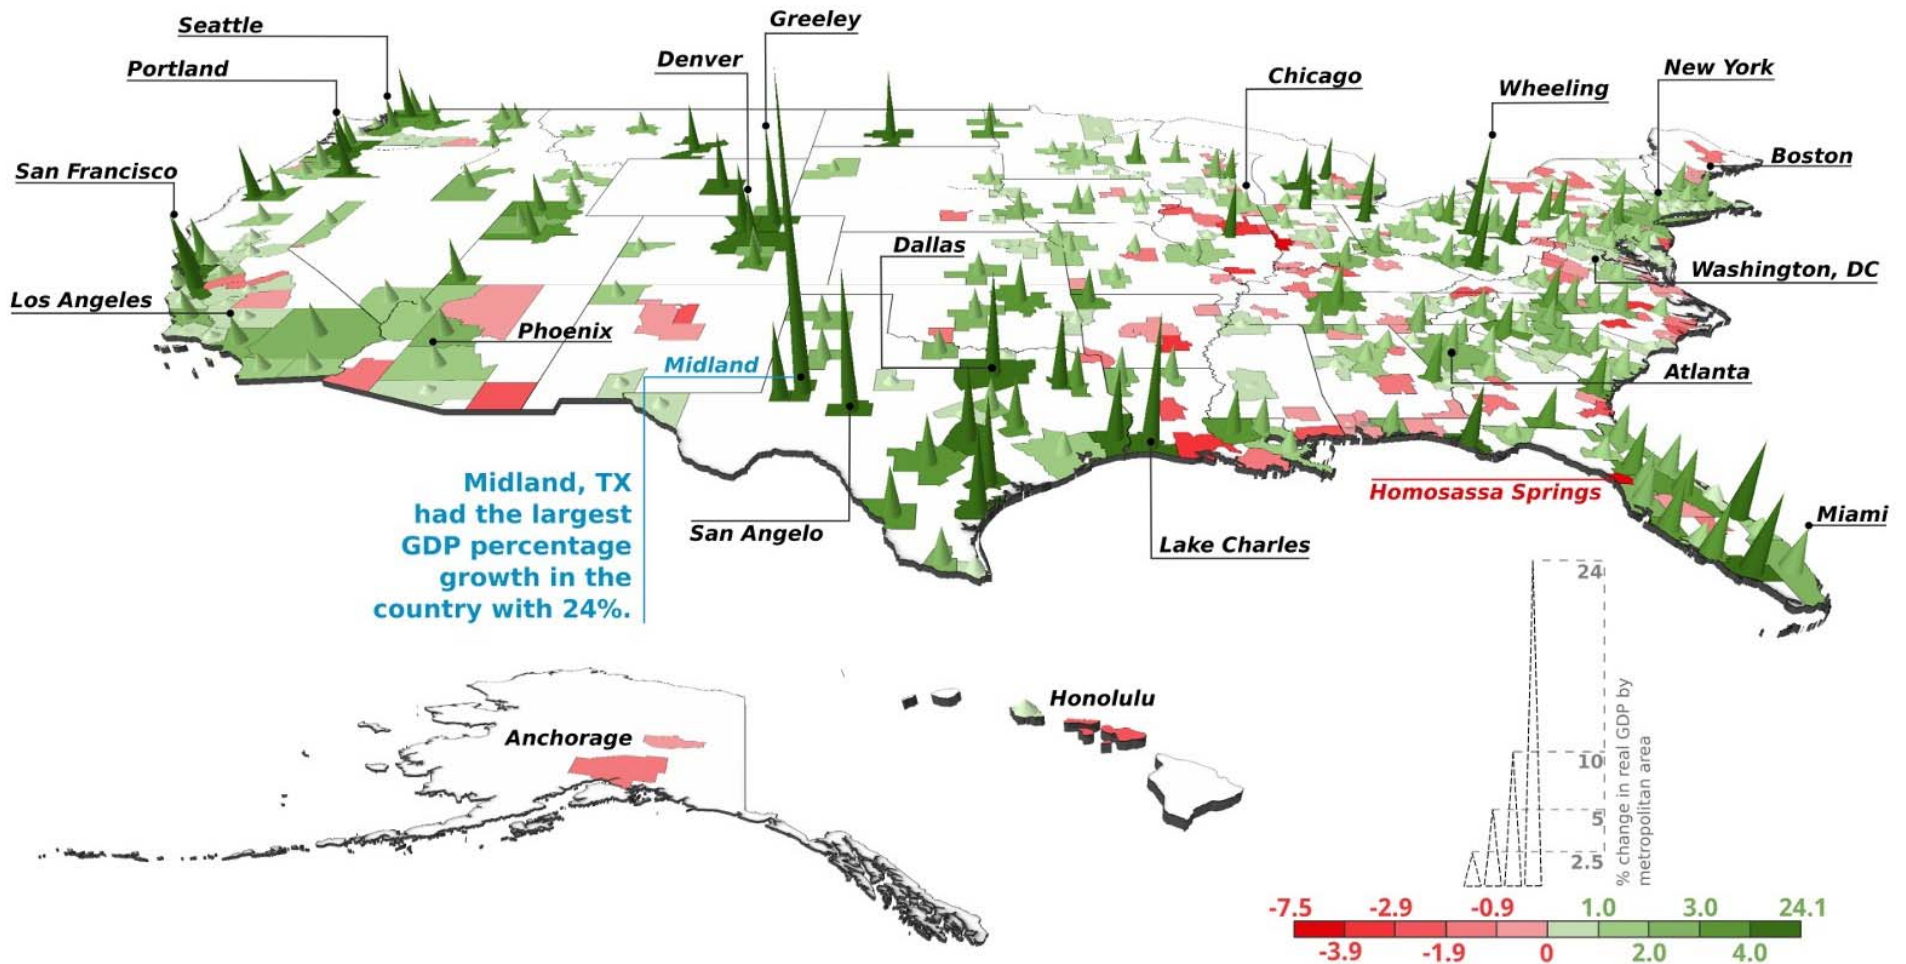 Seattle
Greeley
Denver
Portland
Chicago
New York
Wheeling
San Francisco
Boston
Dallas
Washington, DC
Los Angeles
Phoenix
Midland
Atlanta
Midland, TX
had the largest
GDP percentage
growth in the
country with 24%.
Homosassa Springs
San Angelo
Lake Charles
Miami
Honolulu
Anchorage
24
10
5
2.5
% change in real GDP by
metropolitan area
-7.5 -2.9 -0.9 1.0 3.0 24.1
-3.9 -1.9 0 2.0 4.0